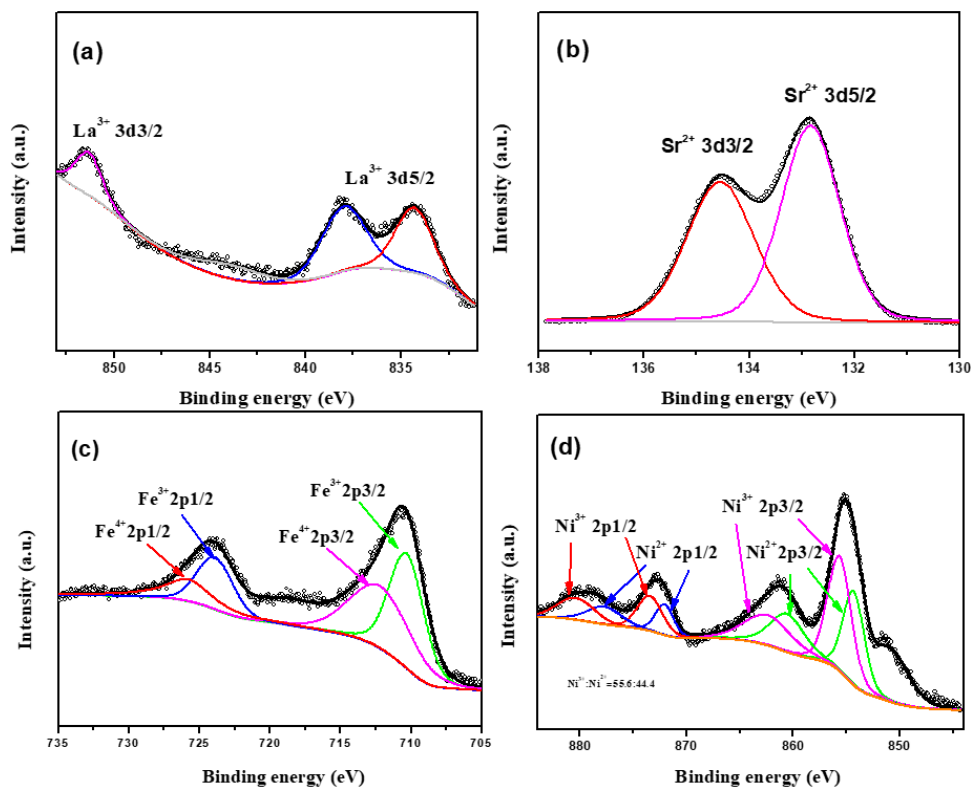 (a)
La³⁺ 3d3/2
La³⁺ 3d5/2
Intensity (a.u.)
850 845 840 835
Binding energy (eV)
(b)
Sr²⁺ 3d5/2
Sr²⁺ 3d3/2
Intensity (a.u.)
138 136 134 132 130
Binding energy (eV)
(c)
Fe³⁺2p3/2
Fe³⁺2p1/2
Fe⁴⁺2p1/2
Fe⁴⁺2p3/2
Intensity (a.u.)
735 730 725 720 715 710 705
Binding energy (eV)
(d)
Ni³⁺ 2p3/2
Ni³⁺ 2p1/2
Ni²⁺ 2p1/2
Ni²⁺2p3/2
Ni³⁺:Ni²⁺=55.6:44.4
Intensity (a.u.)
880 870 860 850
Binding energy (eV)